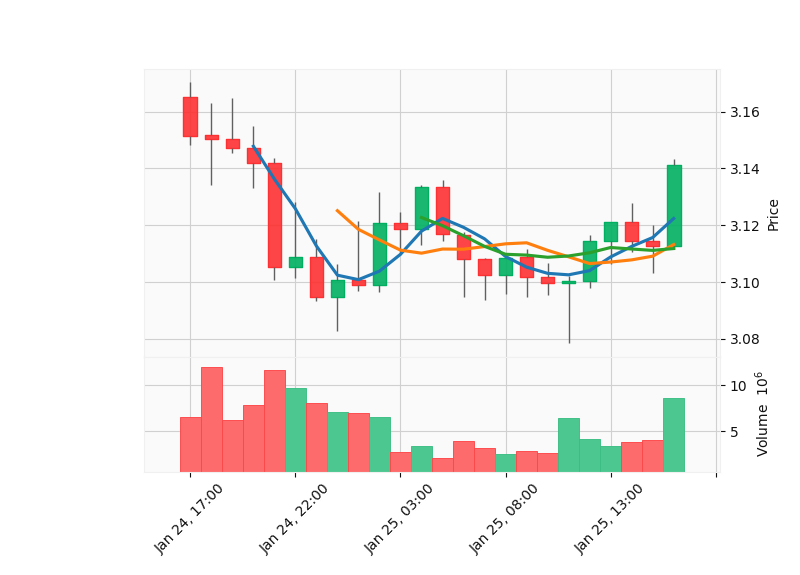 3.16
3.14
3.12
3.10
3.08
Price
10
5
Volume 10^6
Jan 24, 17:00
Jan 24, 22:00
Jan 25, 03:00
Jan 25, 08:00
Jan 25, 13:00